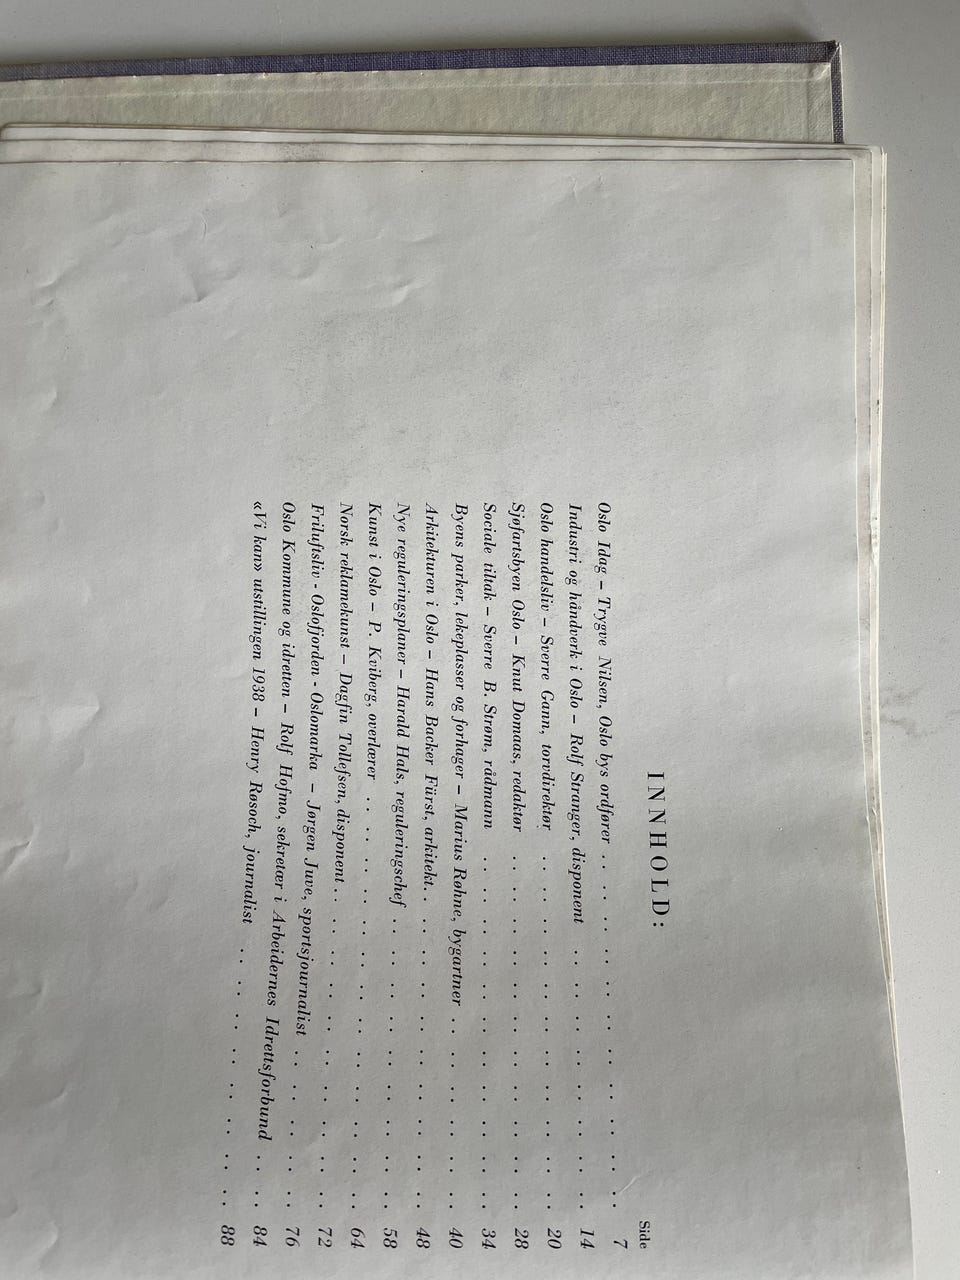 INNHOLD:
Side
Oslo Idag – Trygve Nilsen, Oslo bys ordfører . . . . . . . . . . . . . . . . . . 7
Industri og håndverk i Oslo – Rolf Stranger, disponent . . . . . . . . . . . . . . 14
Oslo handelsliv – Sverre Gann, torvdirektør . . . . . . . . . . . . . . . . . . 20
Sjøfartsbyen Oslo – Knut Domaas, redaktør . . . . . . . . . . . . . . . . . . 28
Sociale tiltak – Sverre B. Strøm, rådmann . . . . . . . . . . . . . . . . . . 34
Byens parker, lekeplasser og forhager – Marius Røhne, bygartner . . . . . . . . . . 40
Arkitekturen i Oslo – Hans Backer Fürst, arkitekt. . . . . . . . . . . . . . . . 48
Nye reguleringsplaner – Harald Hals, reguleringschef . . . . . . . . . . . . . . 58
Kunst i Oslo – P. Kviberg, overlærer . . . . . . . . . . . . . . . . . . . . 64
Norsk reklamekunst – Dagfin Tollefsen, disponent . . . . . . . . . . . . . . . . 72
Friluftsliv - Oslofjorden - Oslomarka – Jørgen Juve, sportsjournalist . . . . . . . . 76
Oslo Kommune og idretten – Rolf Hofmo, sekretær i Arbeidernes Idrettsforbund . . . . 84
«Vi kan» utstillingen 1938 – Henry Røsoch, journalist . . . . . . . . . . . . . . 88